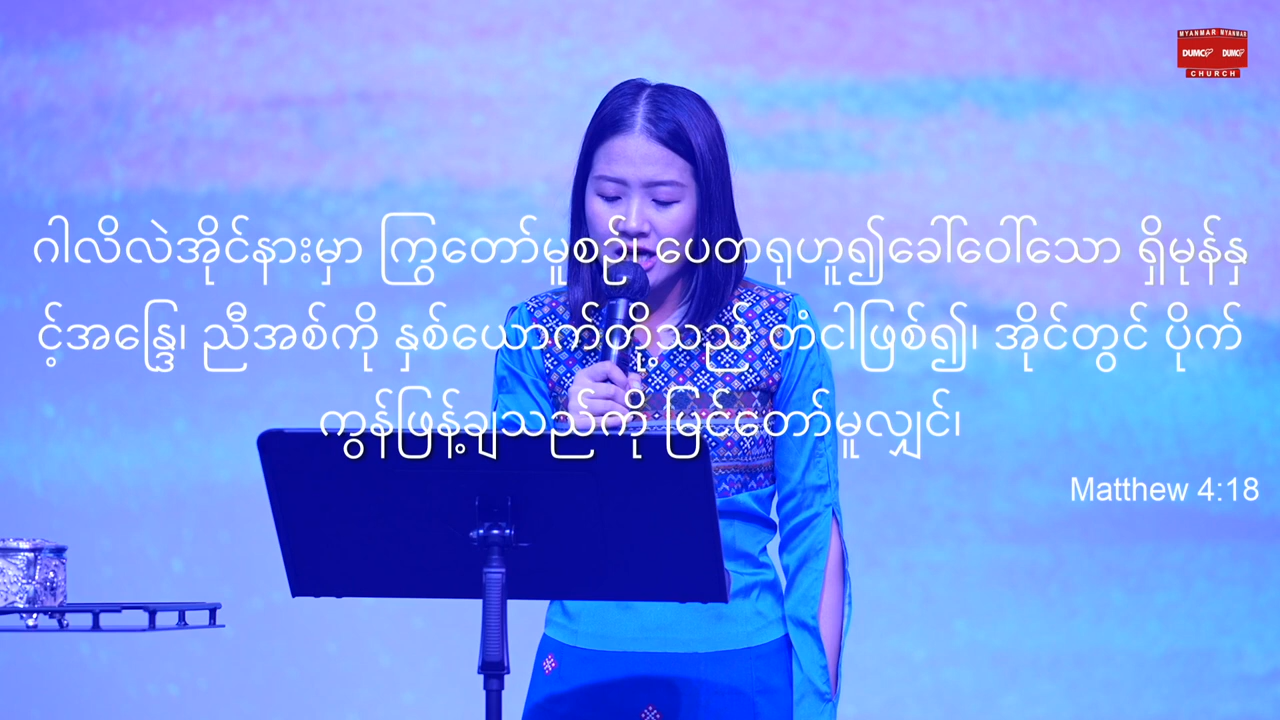 MYANMAR MYANMAR
DUMC DUMC
CHURCH
ဂါလိလဲအိုင်နားမှာ ကြွတော်မူစဉ်၊ ပေတရုဟူ၍ခေါ်ဝေါ်သော ရှိမုန်နှ
င့်အန္ဒြေ၊ ညီအစ်ကို နှစ်ယောက်တို့သည် တံငါဖြစ်၍၊ အိုင်တွင် ပိုက်
ကွန်ဖြန့်ချသည်ကို မြင်တော်မူလျှင်၊
Matthew 4:18